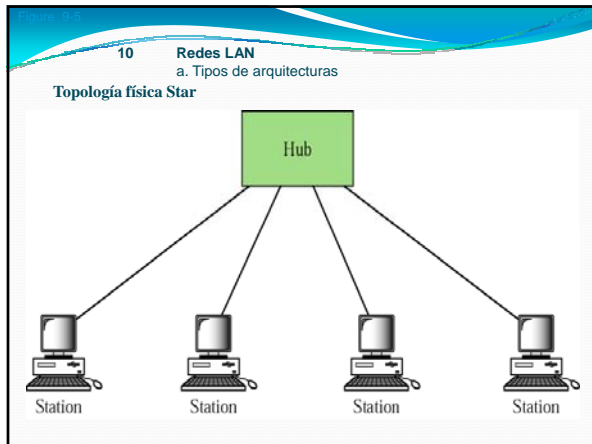 Figure 9-5
10 Redes LAN
a. Tipos de arquitecturas
Topología física Star
Hub
Station Station Station Station